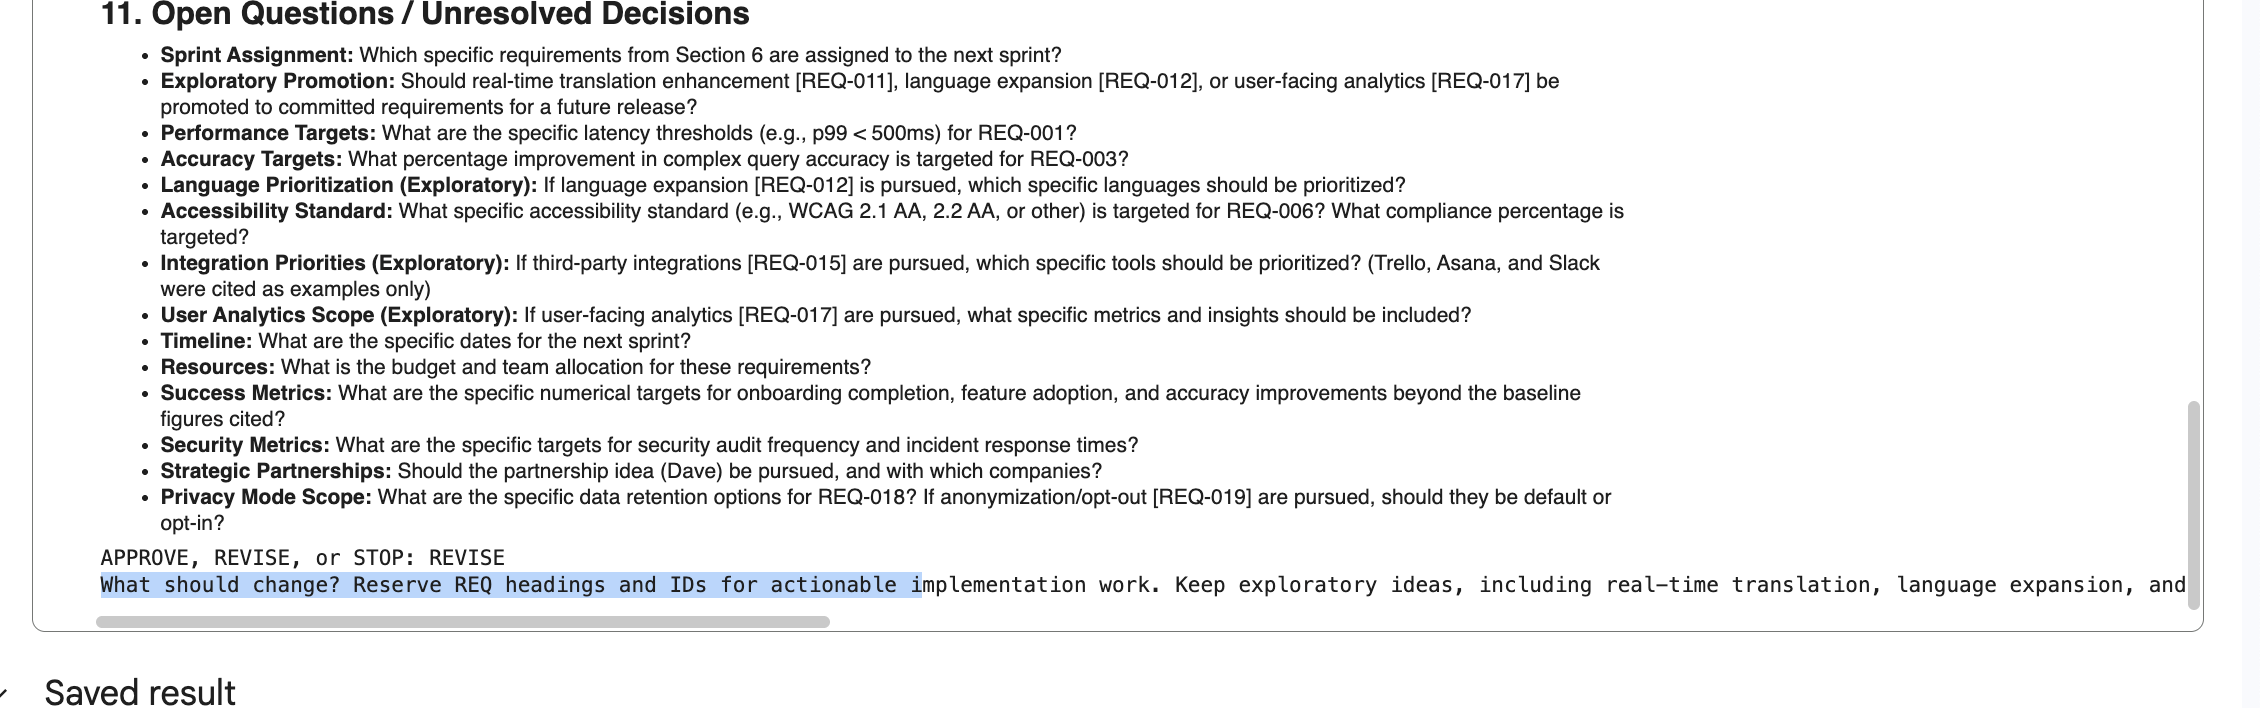 11. Open Questions / Unresolved Decisions
• Sprint Assignment: Which specific requirements from Section 6 are assigned to the next sprint?
• Exploratory Promotion: Should real-time translation enhancement [REQ-011], language expansion [REQ-012], or user-facing analytics [REQ-017] be
promoted to committed requirements for a future release?
• Performance Targets: What are the specific latency thresholds (e.g., p99 < 500ms) for REQ-001?
• Accuracy Targets: What percentage improvement in complex query accuracy is targeted for REQ-003?
• Language Prioritization (Exploratory): If language expansion [REQ-012] is pursued, which specific languages should be prioritized?
• Accessibility Standard: What specific accessibility standard (e.g., WCAG 2.1 AA, 2.2 AA, or other) is targeted for REQ-006? What compliance percentage is
targeted?
• Integration Priorities (Exploratory): If third-party integrations [REQ-015] are pursued, which specific tools should be prioritized? (Trello, Asana, and Slack
were cited as examples only)
• User Analytics Scope (Exploratory): If user-facing analytics [REQ-017] are pursued, what specific metrics and insights should be included?
• Timeline: What are the specific dates for the next sprint?
• Resources: What is the budget and team allocation for these requirements?
• Success Metrics: What are the specific numerical targets for onboarding completion, feature adoption, and accuracy improvements beyond the baseline
figures cited?
• Security Metrics: What are the specific targets for security audit frequency and incident response times?
• Strategic Partnerships: Should the partnership idea (Dave) be pursued, and with which companies?
• Privacy Mode Scope: What are the specific data retention options for REQ-018? If anonymization/opt-out [REQ-019] are pursued, should they be default or
opt-in?
APPROVE, REVISE, or STOP: REVISE
What should change? Reserve REQ headings and IDs for actionable implementation work. Keep exploratory ideas, including real-time translation, language expansion, and
Saved result